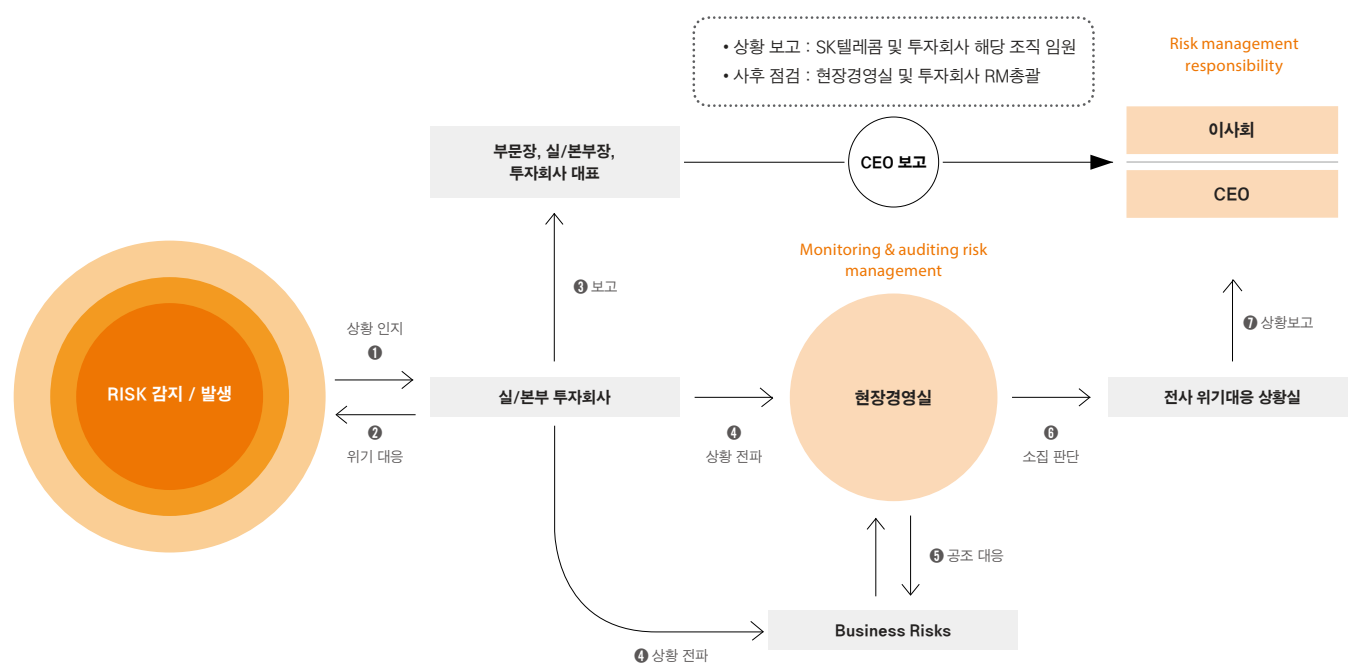 • 상황 보고 : SK텔레콤 및 투자회사 해당 조직 임원
• 사후 점검 : 현장경영실 및 투자회사 RM총괄
Risk management
responsibility
부문장, 실/본부장,
투자회사 대표
CEO 보고
이사회
CEO
Monitoring & auditing risk
management
❸ 보고
❼ 상황보고
상황 인지
❶
RISK 감지 / 발생
실/본부 투자회사
현장경영실
전사 위기대응 상황실
❷
위기 대응
❹
상황 전파
❻
소집 판단
❺ 공조 대응
Business Risks
❹ 상황 전파